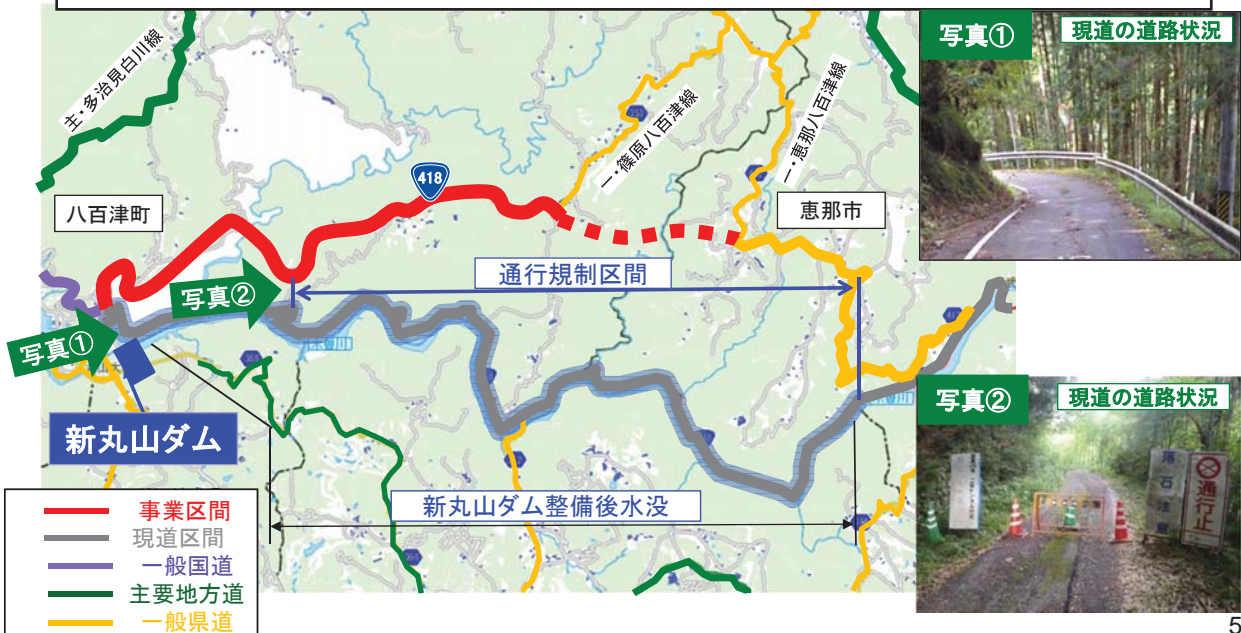 写真①
現道の道路状況
主・多治見白川線
353
一・篠原八百津線
一・恵那八百津線
418
八百津町
恵那市
通行規制区間
写真②
写真①
新丸山ダム
新丸山ダム整備後水没
写真②
現道の道路状況
落石注意
通行止
事業区間
現道区間
一般国道
主要地方道
一般県道
5